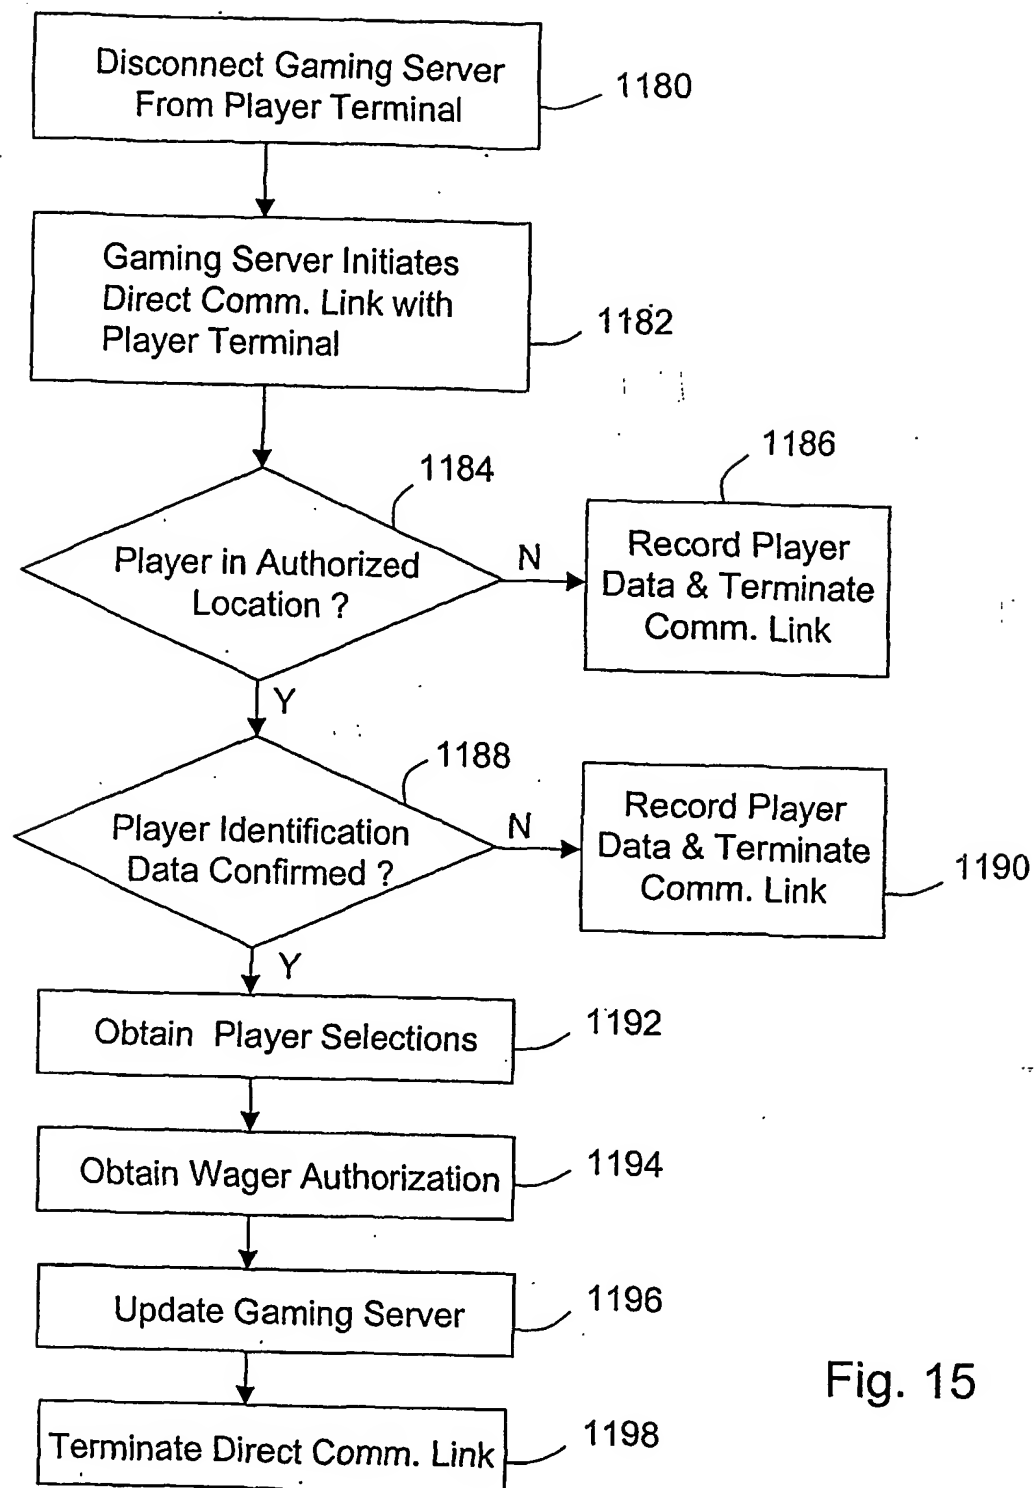 Disconnect Gaming Server
From Player Terminal
1180
Gaming Server Initiates
Direct Comm. Link with
Player Terminal
1182
1184
Player in Authorized
Location ?
N
1186
Record Player
Data & Terminate
Comm. Link
Y
1188
Player Identification
Data Confirmed ?
N
Record Player
Data & Terminate
Comm. Link
1190
Y
Obtain Player Selections
1192
Obtain Wager Authorization
1194
Update Gaming Server
1196
Terminate Direct Comm. Link
1198
Fig. 15